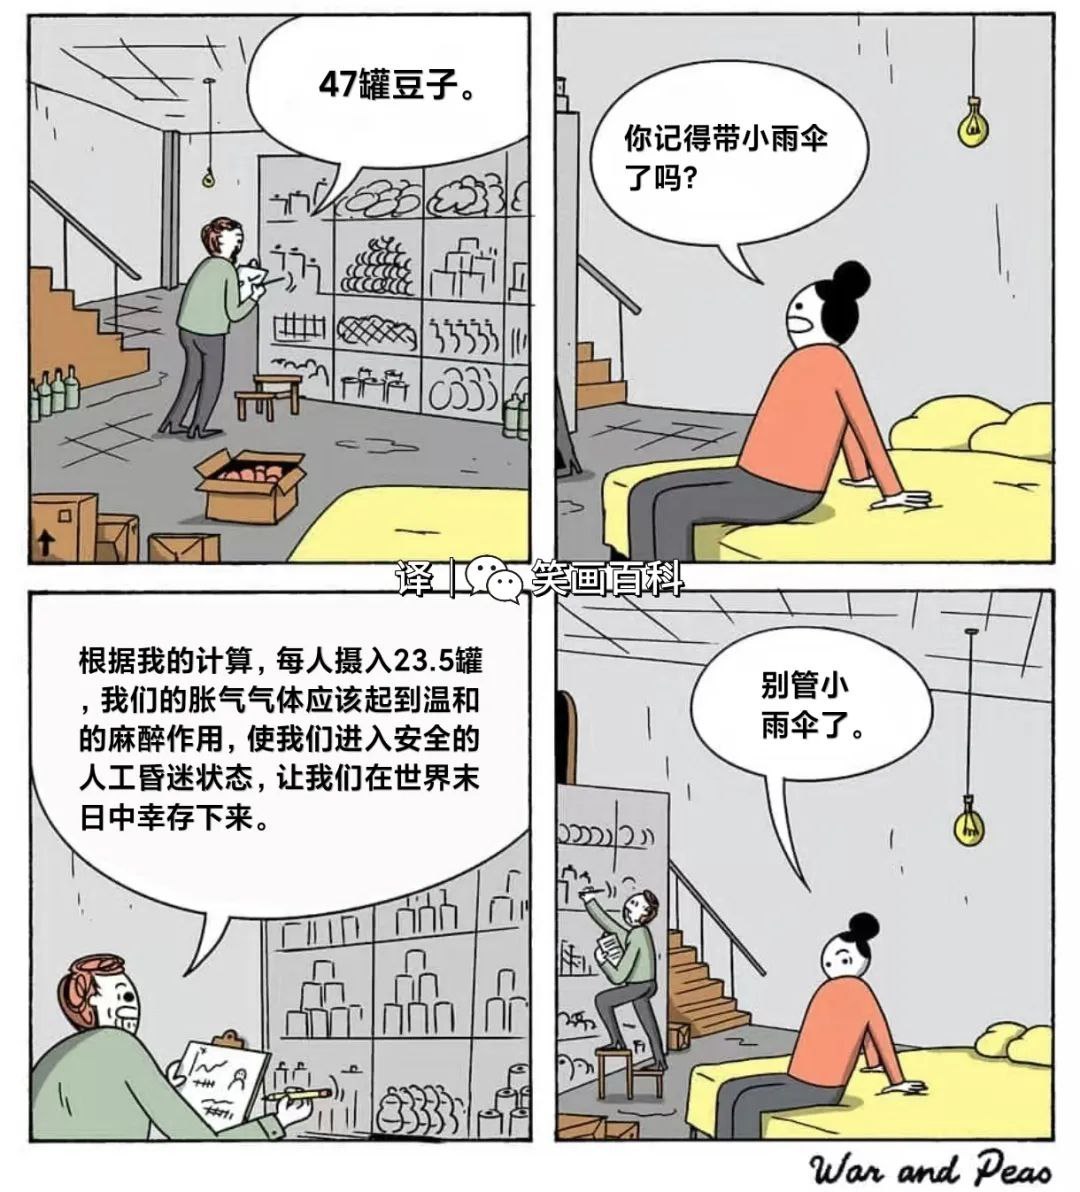 47罐豆子。
你记得带小雨伞
了吗?
译 | 笑画百科
根据我的计算，每人摄入23.5罐
，我们的胀气气体应该起到温和
的麻醉作用，使我们进入安全的
人工昏迷状态，让我们在世界末
日中幸存下来。
别管小
雨伞了。
War and Peas